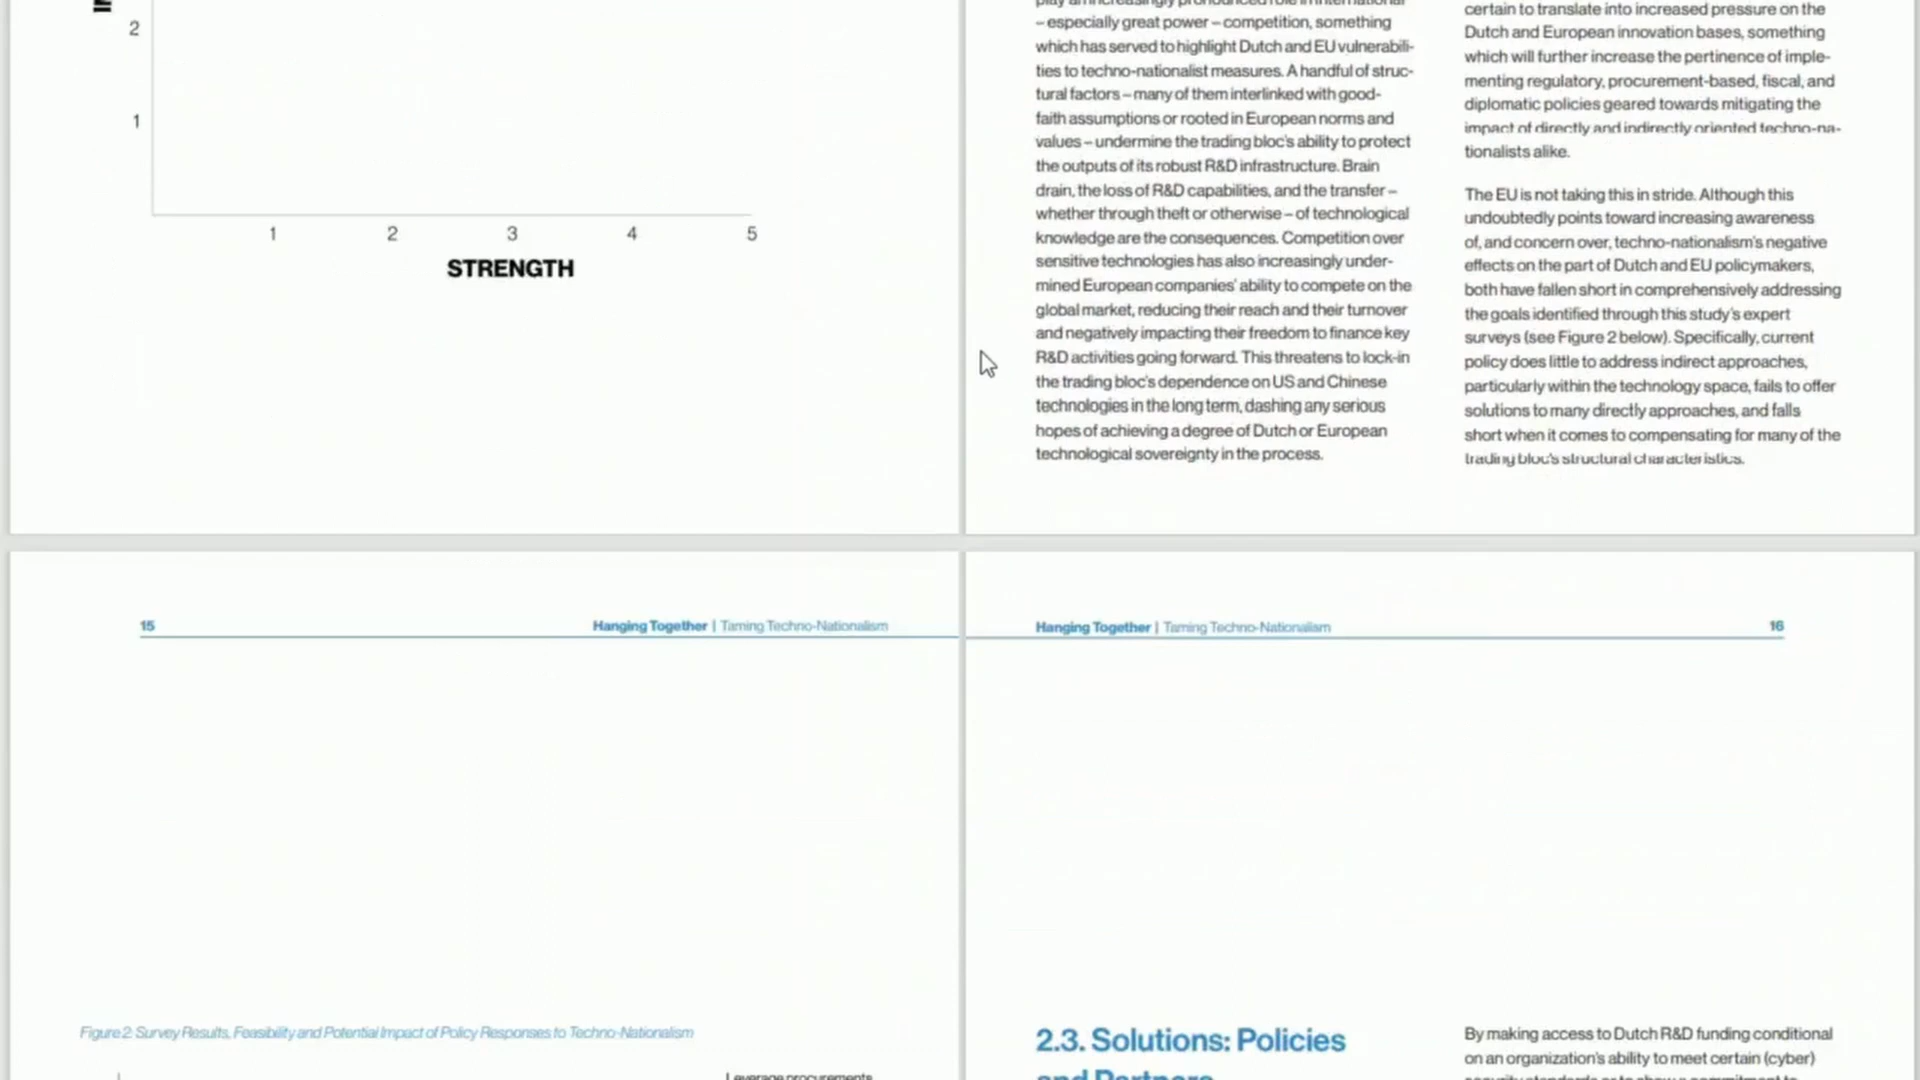 2
1
1 2 3 4 5
STRENGTH
– especially great power – competition, something
which has served to highlight Dutch and EU vulnerabili-
ties to techno-nationalist measures. A handful of struc-
tural factors – many of them interlinked with good-
faith assumptions or rooted in European norms and
values – undermine the trading bloc's ability to protect
the outputs of its robust R&D infrastructure. Brain
drain, the loss of R&D capabilities, and the transfer –
whether through theft or otherwise – of technological
knowledge are the consequences. Competition over
sensitive technologies has also increasingly under-
mined European companies' ability to compete on the
global market, reducing their reach and their turnover
and negatively impacting their freedom to finance key
R&D activities going forward. This threatens to lock-in
the trading bloc's dependence on US and Chinese
technologies in the long term, dashing any serious
hopes of achieving a degree of Dutch or European
technological sovereignty in the process.
certain to translate into increased pressure on the
Dutch and European innovation bases, something
which will further increase the pertinence of imple-
menting regulatory, procurement-based, fiscal, and
diplomatic policies geared towards mitigating the
impact of directly and indirectly oriented techno-na-
tionalists alike.
The EU is not taking this in stride. Although this
undoubtedly points toward increasing awareness
of, and concern over, techno-nationalism's negative
effects on the part of Dutch and EU policymakers,
both have fallen short in comprehensively addressing
the goals identified through this study's expert
surveys (see Figure 2 below). Specifically, current
policy does little to address indirect approaches,
particularly within the technology space, fails to offer
solutions to many directly approaches, and falls
short when it comes to compensating for many of the
trading bloc's structural characteristics.
15 Hanging Together | Taming Techno-Nationalism
Figure 2: Survey Results, Feasibility and Potential Impact of Policy Responses to Techno-Nationalism
Leverage procurements
Hanging Together | Taming Techno-Nationalism 16
2.3. Solutions: Policies
and Partners
By making access to Dutch R&D funding conditional
on an organization's ability to meet certain (cyber)